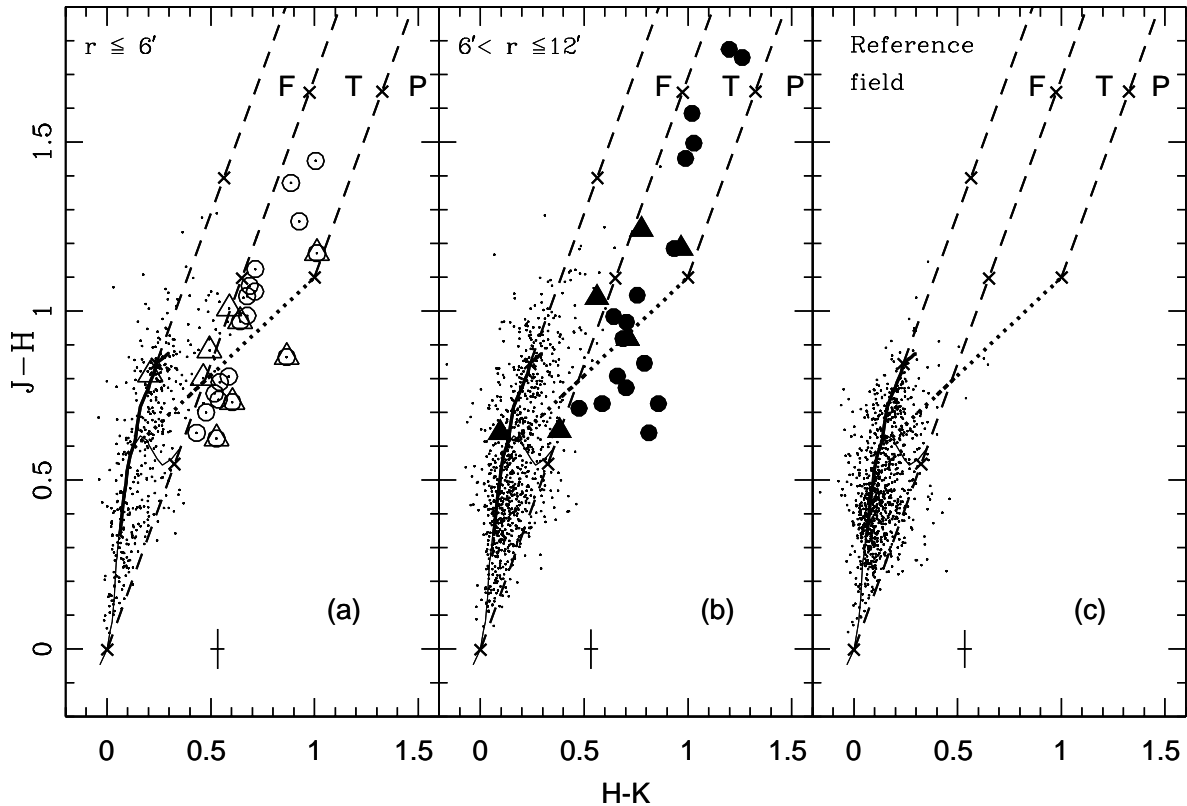 r ≦ 6′
F T P
(a)
6′< r ≦12′
F T P
(b)
Reference
field
F T P
(c)
J−H
0
0.5
1
1.5
0 0.5 1 1.5
0 0.5 1 1.5
0 0.5 1 1.5
H-K